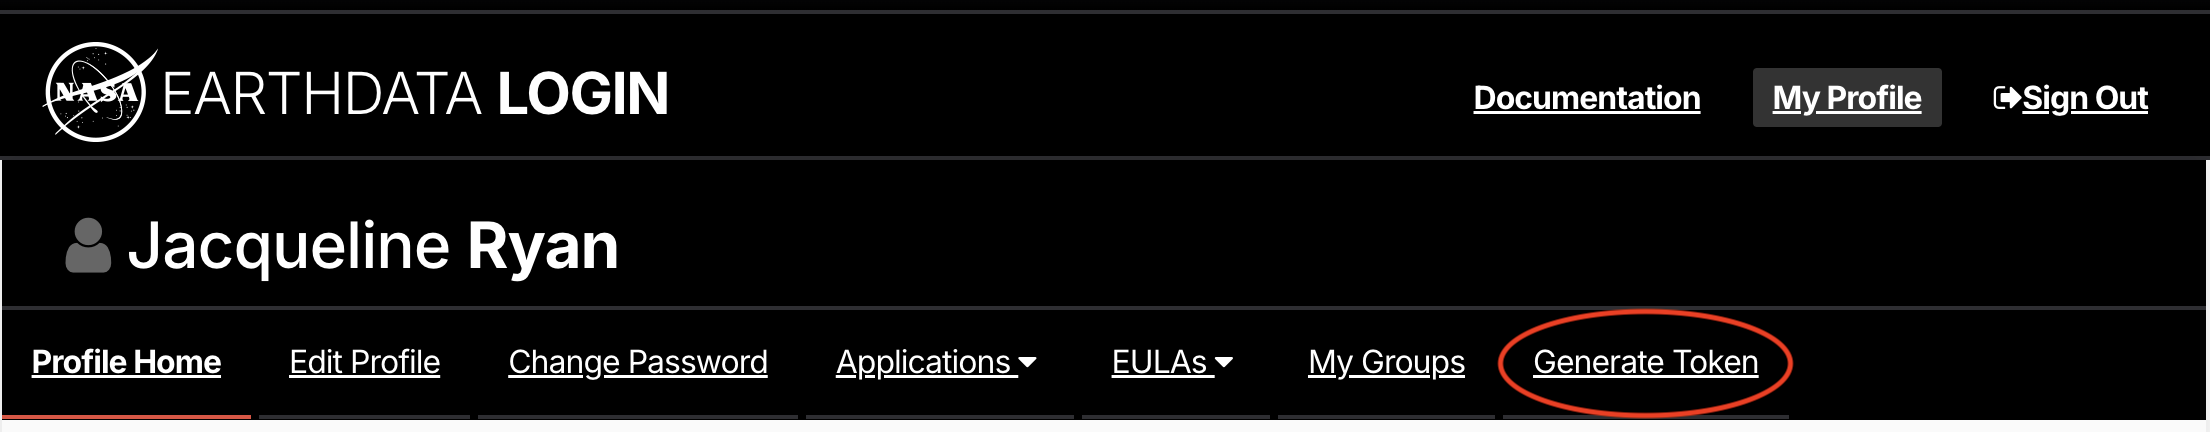 NASA EARTHDATA LOGIN
Documentation My Profile Sign Out
Jacqueline Ryan
Profile Home Edit Profile Change Password Applications EULAs My Groups Generate Token